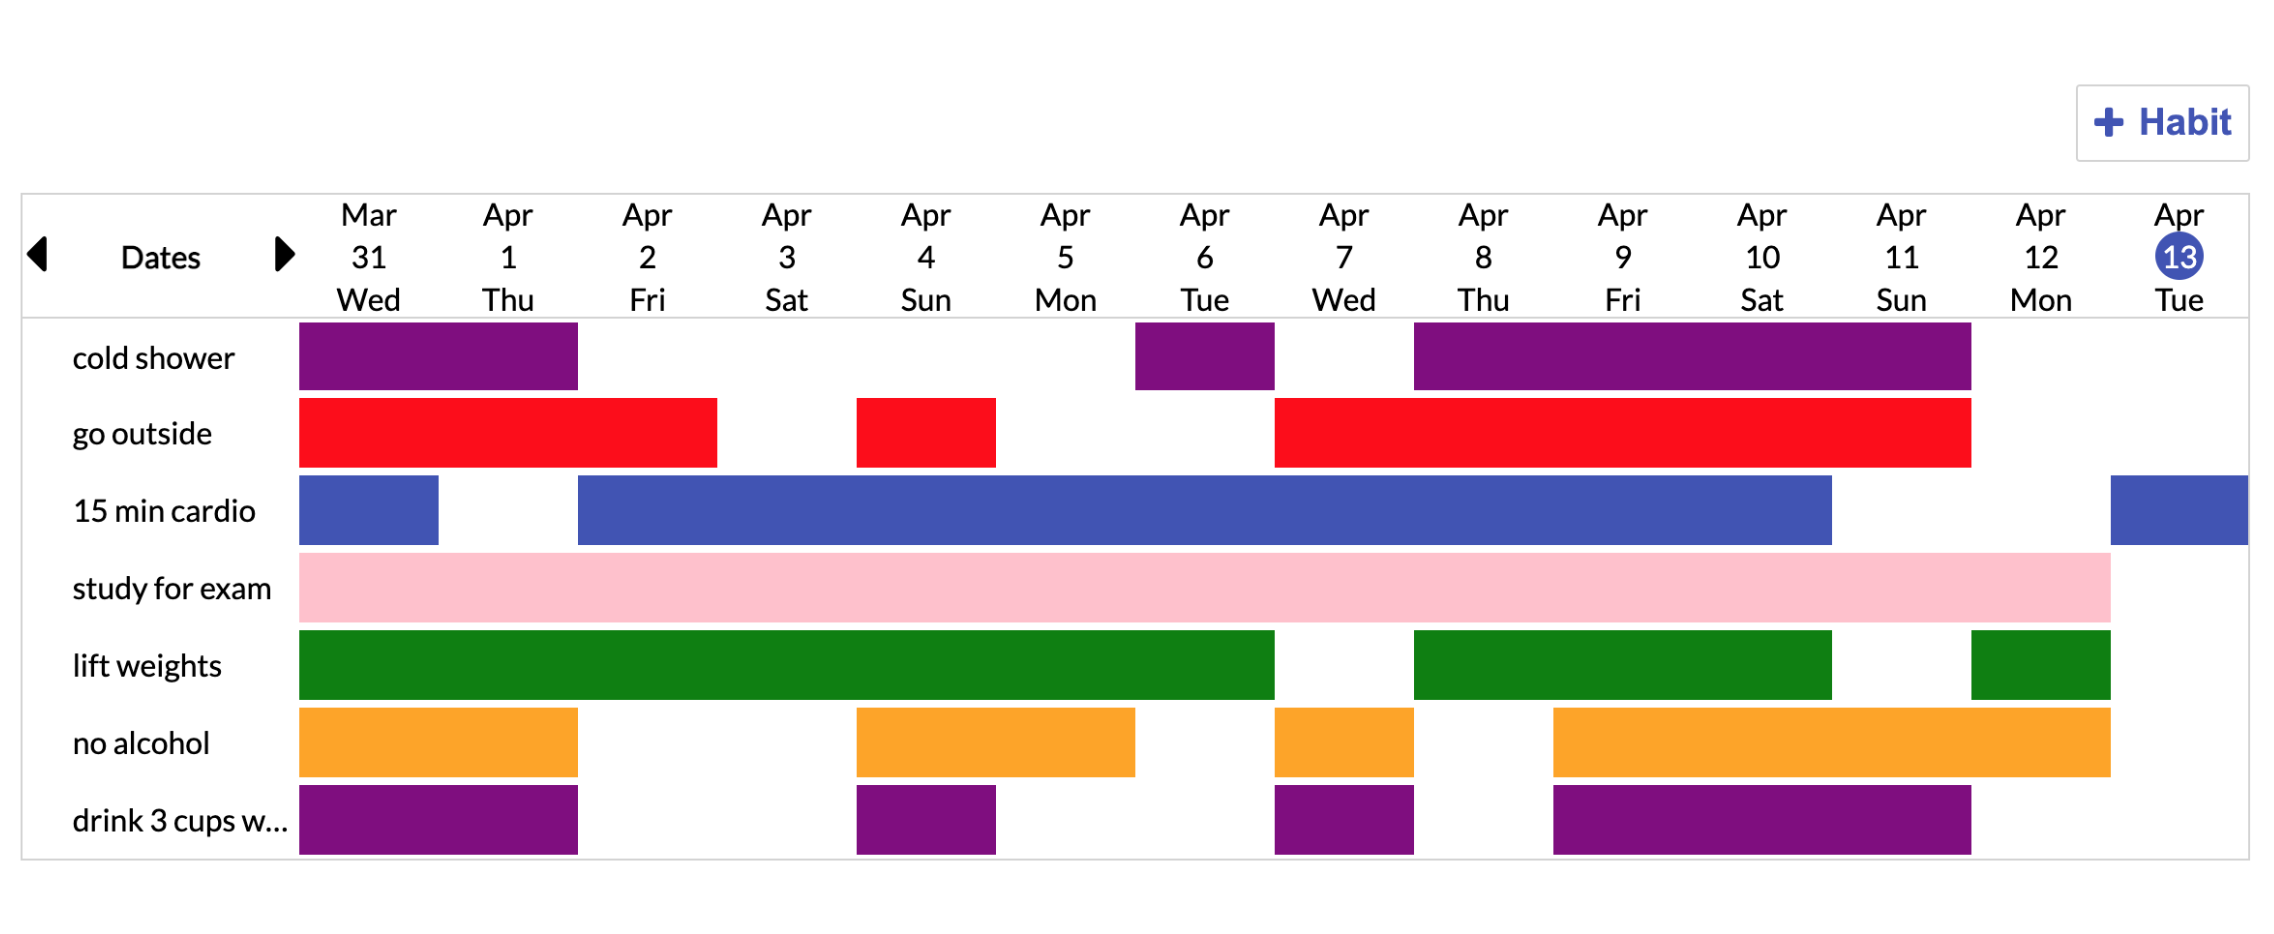 + Habit
Mar Apr Apr Apr Apr Apr Apr Apr Apr Apr Apr Apr Apr Apr
Dates 31 1 2 3 4 5 6 7 8 9 10 11 12 13
Wed Thu Fri Sat Sun Mon Tue Wed Thu Fri Sat Sun Mon Tue
cold shower
go outside
15 min cardio
study for exam
lift weights
no alcohol
drink 3 cups w...